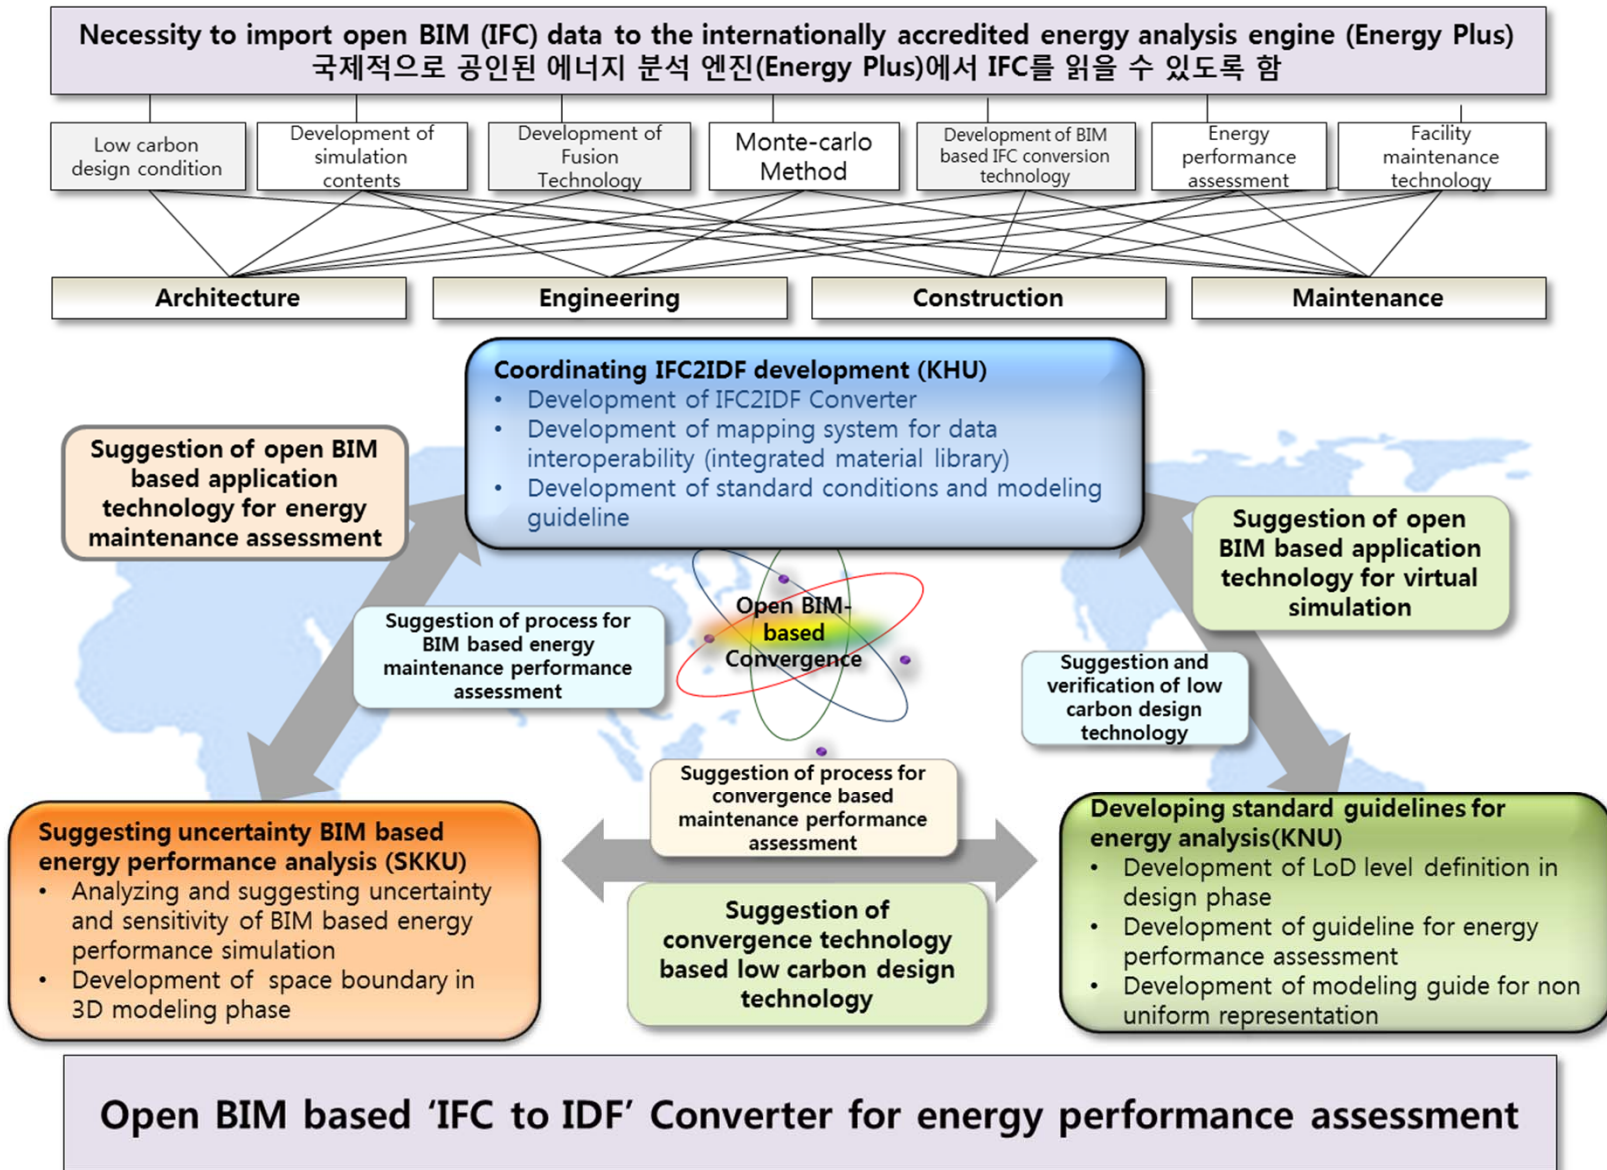 Necessity to import open BIM (IFC) data to the internationally accredited energy analysis engine (Energy Plus)
국제적으로 공인된 에너지 분석 엔진(Energy Plus)에서 IFC를 읽을 수 있도록 함
Low carbon
design condition
Development of
simulation
contents
Development of
Fusion
Technology
Monte-carlo
Method
Development of BIM
based IFC conversion
technology
Energy
performance
assessment
Facility
maintenance
technology
Architecture
Engineering
Construction
Maintenance
Coordinating IFC2IDF development (KHU)
• Development of IFC2IDF Converter
• Development of mapping system for data
interoperability (integrated material library)
• Development of standard conditions and modeling
guideline
Suggestion of open BIM
based application
technology for energy
maintenance assessment
Suggestion of open
BIM based application
technology for virtual
simulation
Suggestion of process for
BIM based energy
maintenance performance
assessment
Open BIM-
based
Convergence
Suggestion and
verification of low
carbon design
technology
Suggestion of process for
convergence based
maintenance performance
assessment
Suggesting uncertainty BIM based
energy performance analysis (SKKU)
• Analyzing and suggesting uncertainty
and sensitivity of BIM based energy
performance simulation
• Development of space boundary in
3D modeling phase
Suggestion of
convergence technology
based low carbon design
technology
Developing standard guidelines for
energy analysis(KNU)
• Development of LoD level definition in
design phase
• Development of guideline for energy
performance assessment
• Development of modeling guide for non
uniform representation
Open BIM based ‘IFC to IDF’ Converter for energy performance assessment